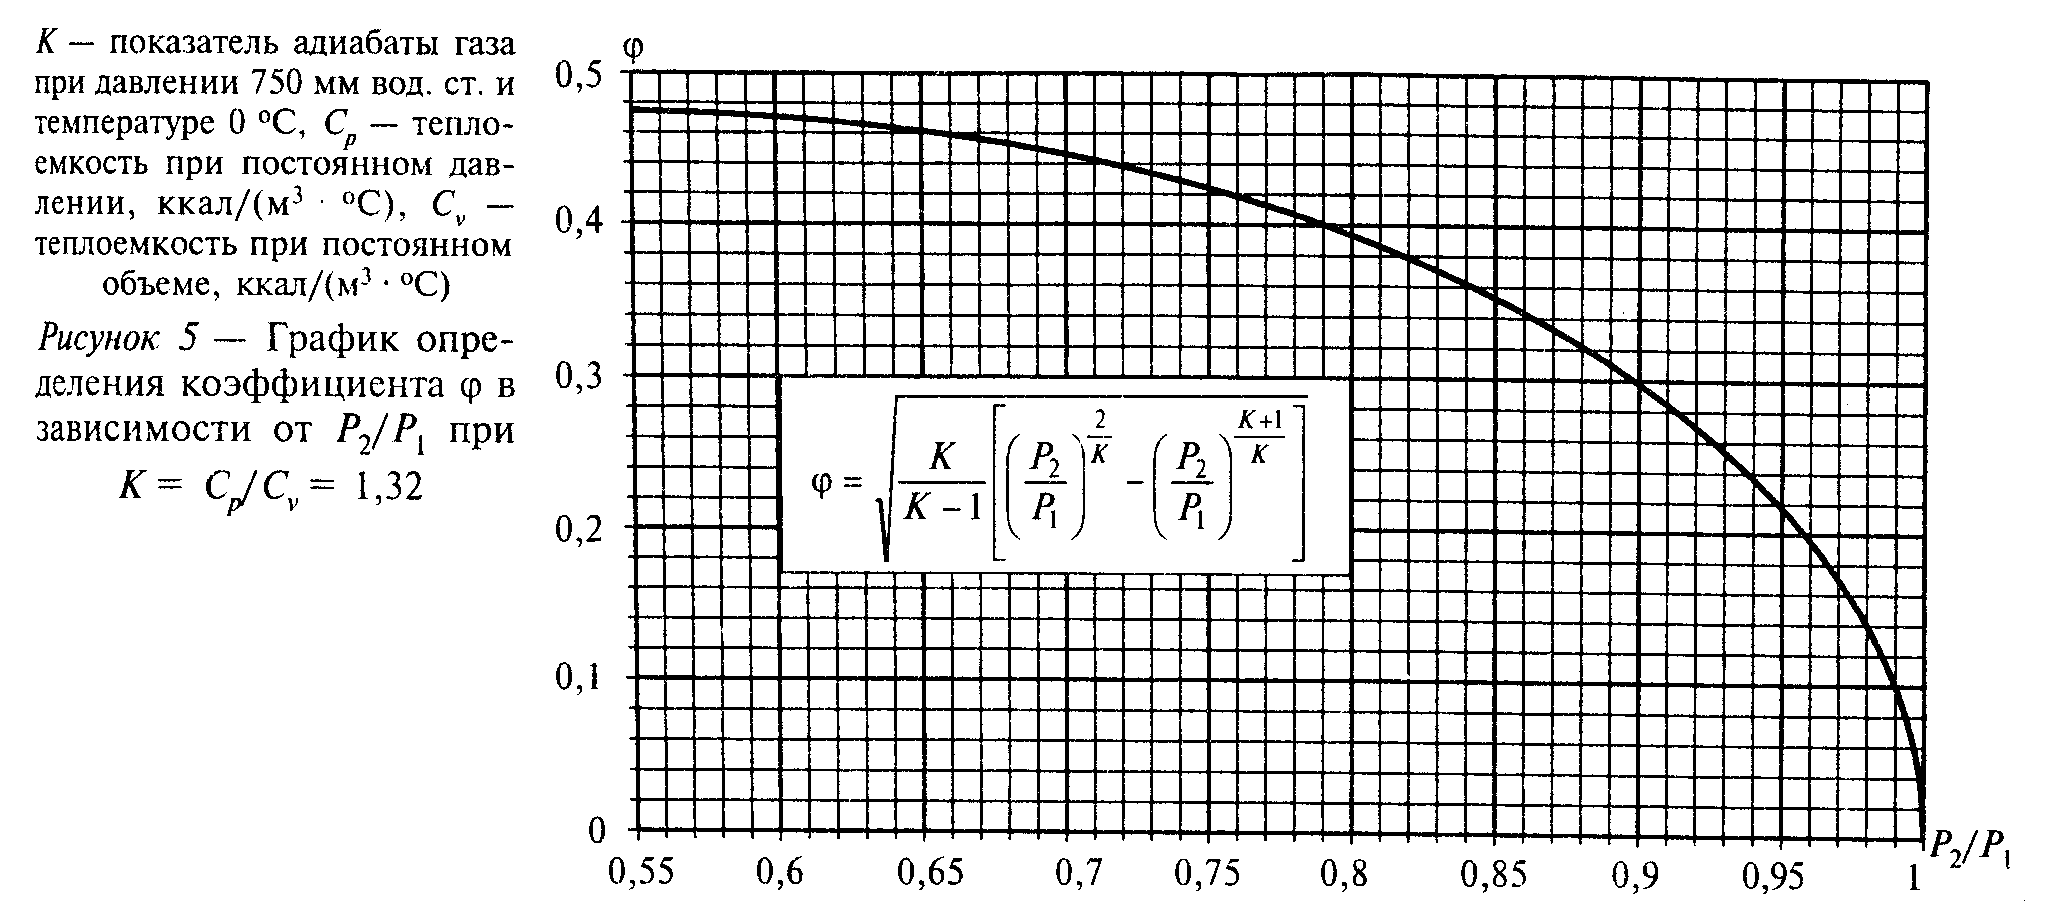 K — показатель адиабаты газа
при давлении 750 мм вод. ст. и
температуре 0 °С, Cp — тепло-
емкость при постоянном дав-
лении, ккал/(м³ · °С), Cv —
теплоемкость при постоянном
объеме, ккал/(м³ · °С)
Рисунок 5 — График опре-
деления коэффициента φ в
зависимости от P₂/P₁ при
K = Cp/Cv = 1,32
φ
0,5
0,4
0,3
0,2
0,1
0
φ = √(K/(K – 1) [(P₂/P₁)^(2/K) – (P₂/P₁)^((K+1)/K)])
0,55 0,6 0,65 0,7 0,75 0,8 0,85 0,9 0,95 1
P₂/P₁